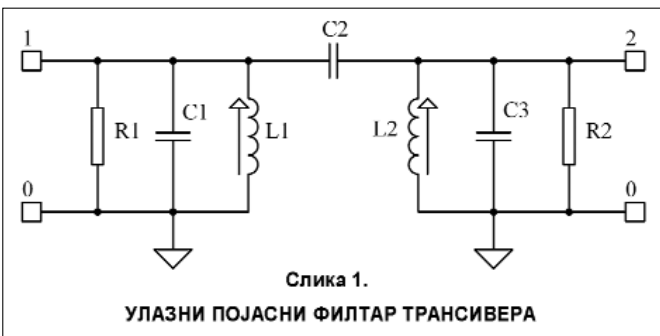 C2
1
2
R1
C1
L1
L2
C3
R2
0
0
Слика 1.
УЛАЗНИ ПОЈАСНИ ФИЛТАР ТРАНСИВЕРА